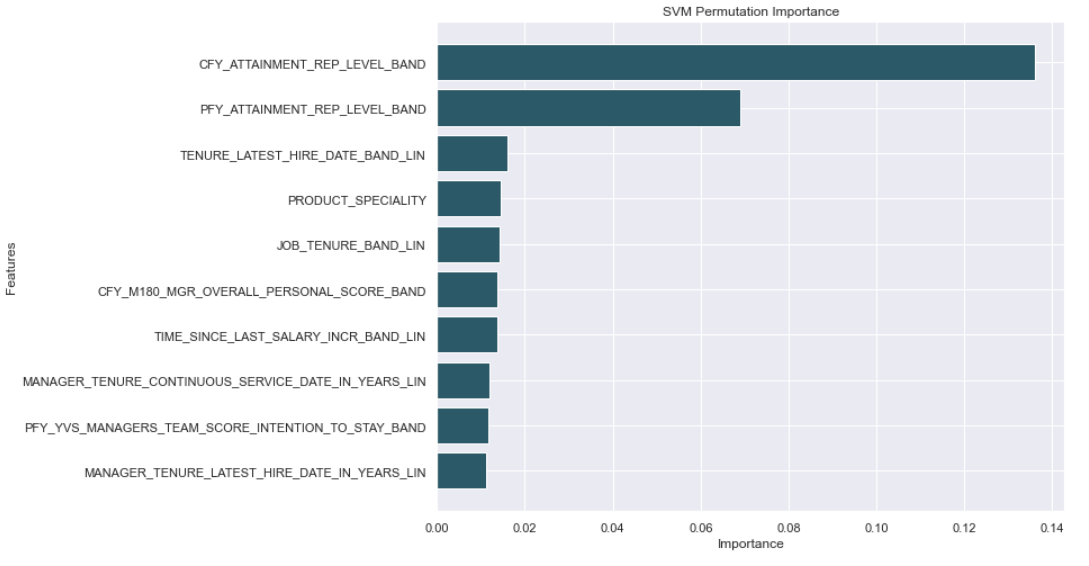 SVM Permutation Importance
CFY_ATTAINMENT_REP_LEVEL_BAND
PFY_ATTAINMENT_REP_LEVEL_BAND
TENURE_LATEST_HIRE_DATE_BAND_LIN
PRODUCT_SPECIALITY
JOB_TENURE_BAND_LIN
CFY_M180_MGR_OVERALL_PERSONAL_SCORE_BAND
TIME_SINCE_LAST_SALARY_INCR_BAND_LIN
MANAGER_TENURE_CONTINUOUS_SERVICE_DATE_IN_YEARS_LIN
PFY_YVS_MANAGERS_TEAM_SCORE_INTENTION_TO_STAY_BAND
MANAGER_TENURE_LATEST_HIRE_DATE_IN_YEARS_LIN
Features
0.00 0.02 0.04 0.06 0.08 0.10 0.12 0.14
Importance